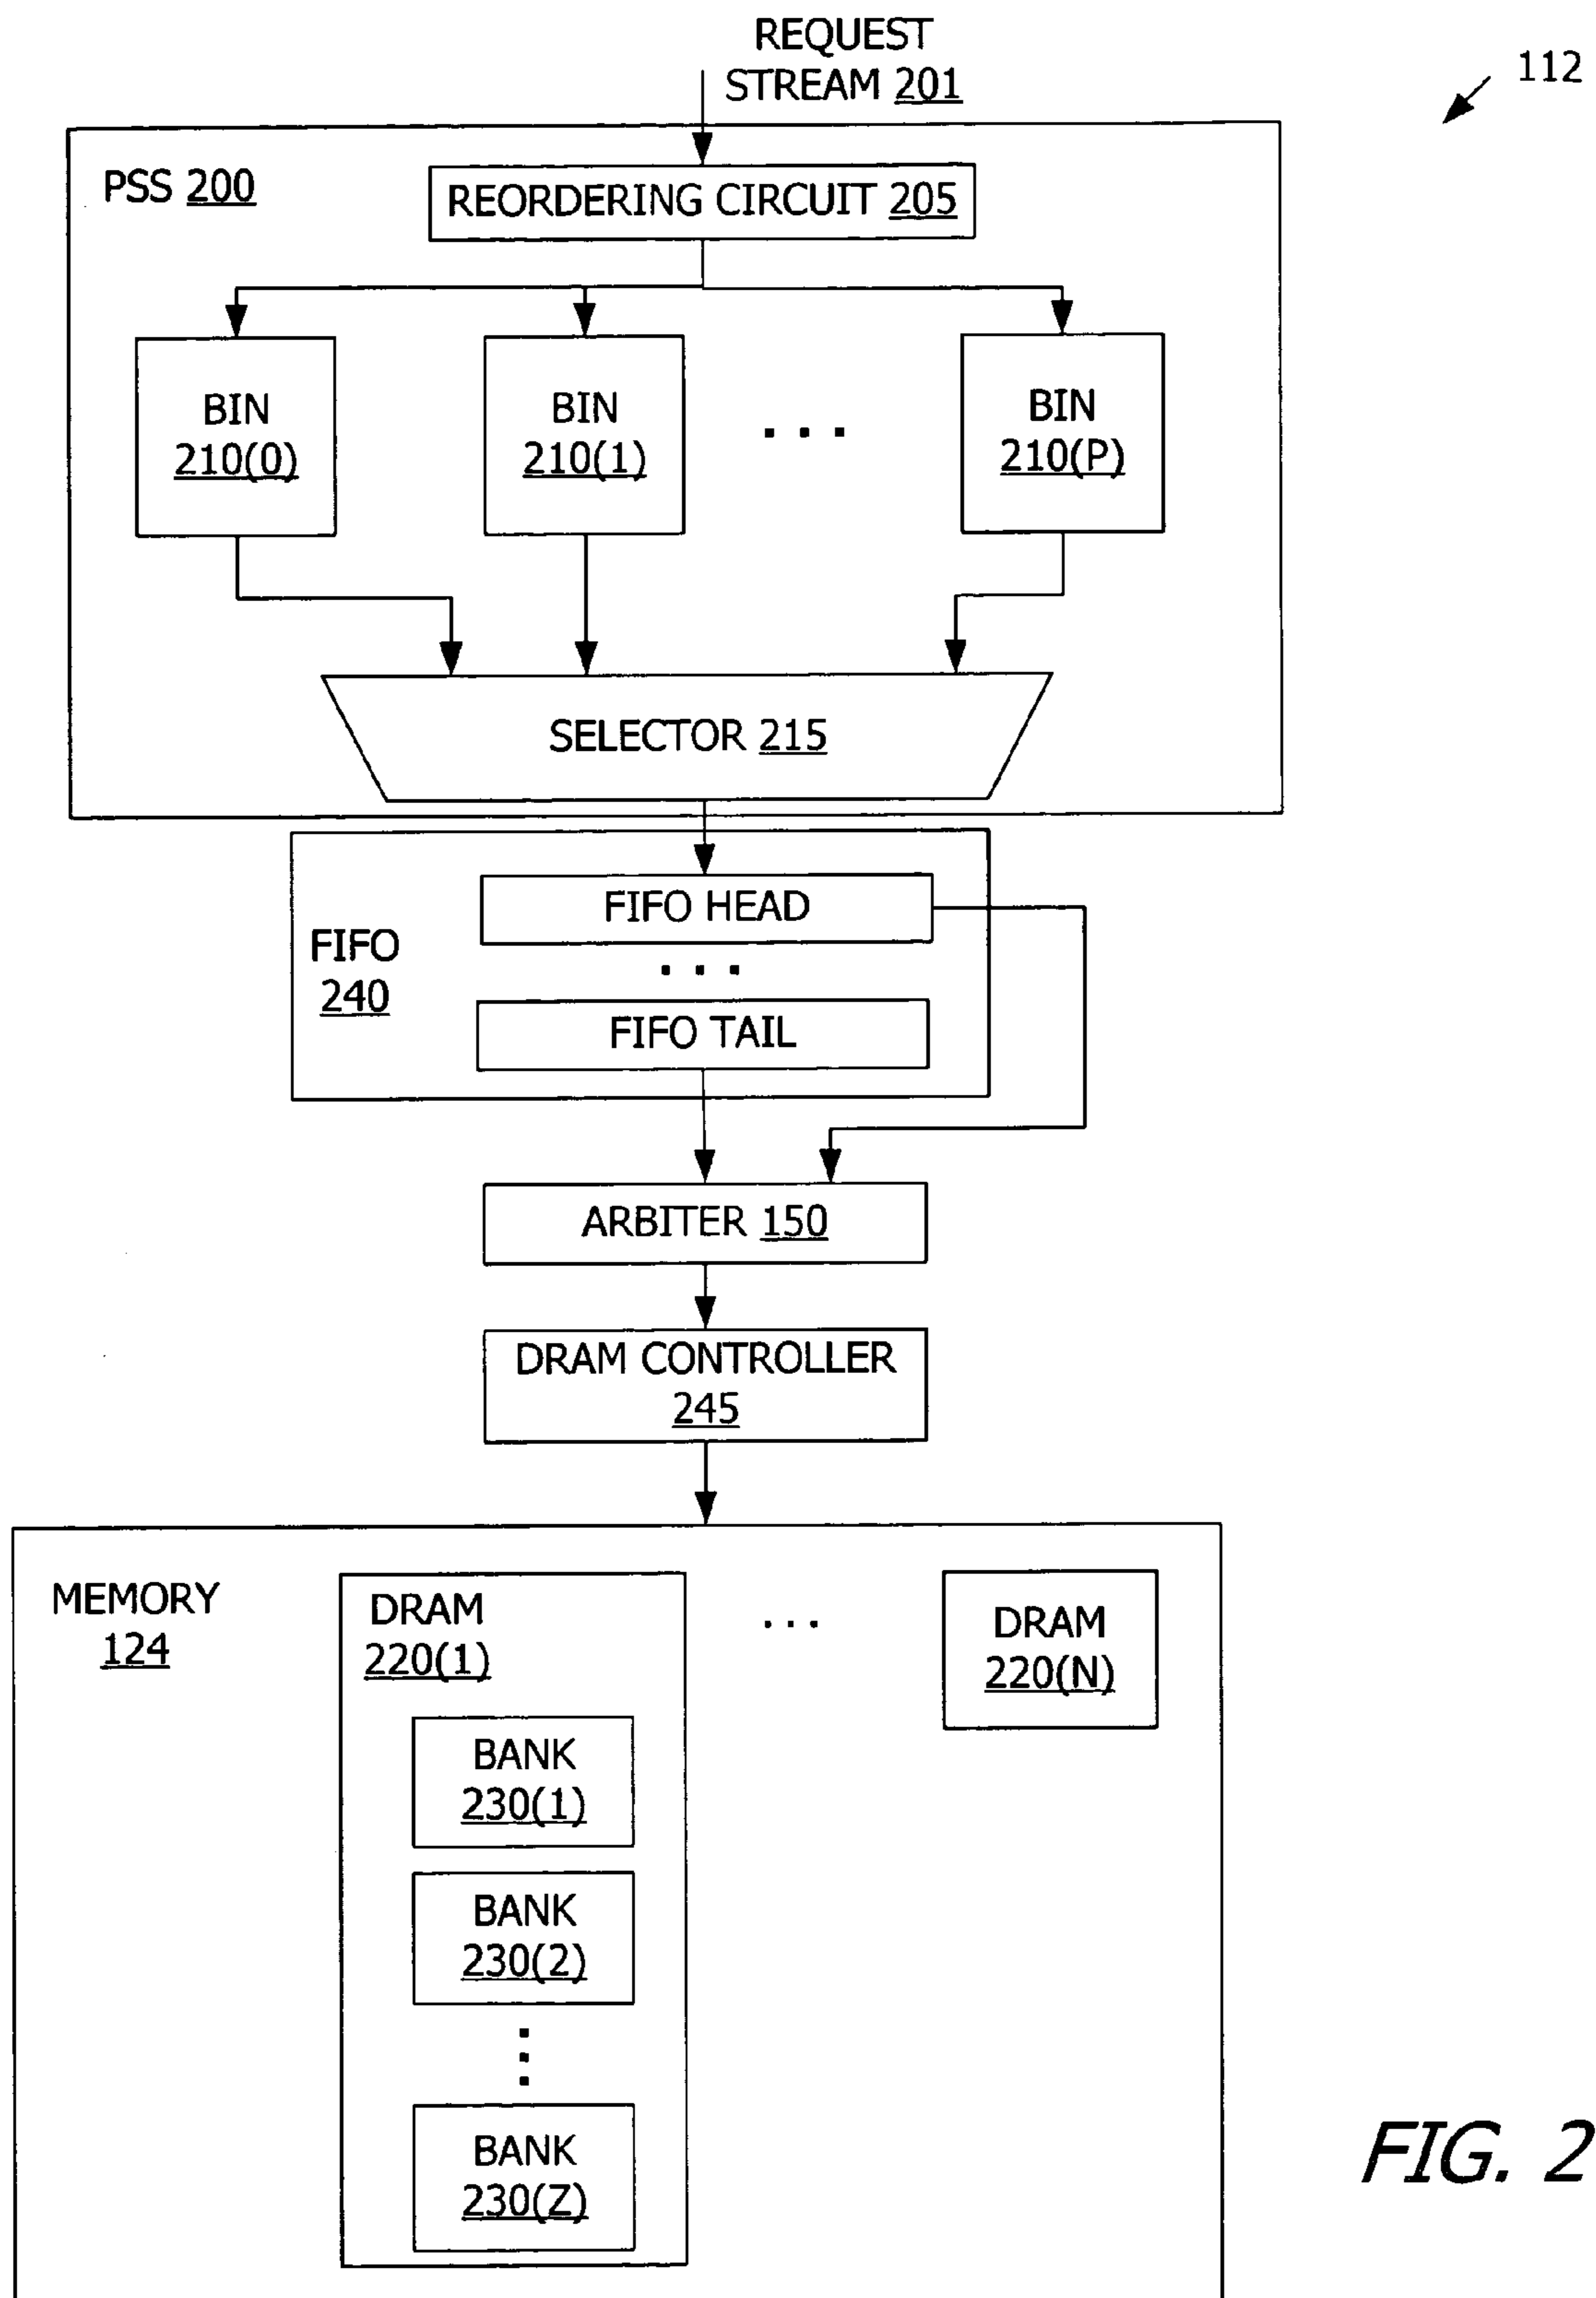 REQUEST
STREAM 201
112
PSS 200
REORDERING CIRCUIT 205
BIN
210(0)
BIN
210(1)
. . .
BIN
210(P)
SELECTOR 215
FIFO
240
FIFO HEAD
. . .
FIFO TAIL
ARBITER 150
DRAM CONTROLLER
245
MEMORY
124
DRAM
220(1)
. . .
DRAM
220(N)
BANK
230(1)
BANK
230(2)
BANK
230(Z)
FIG. 2